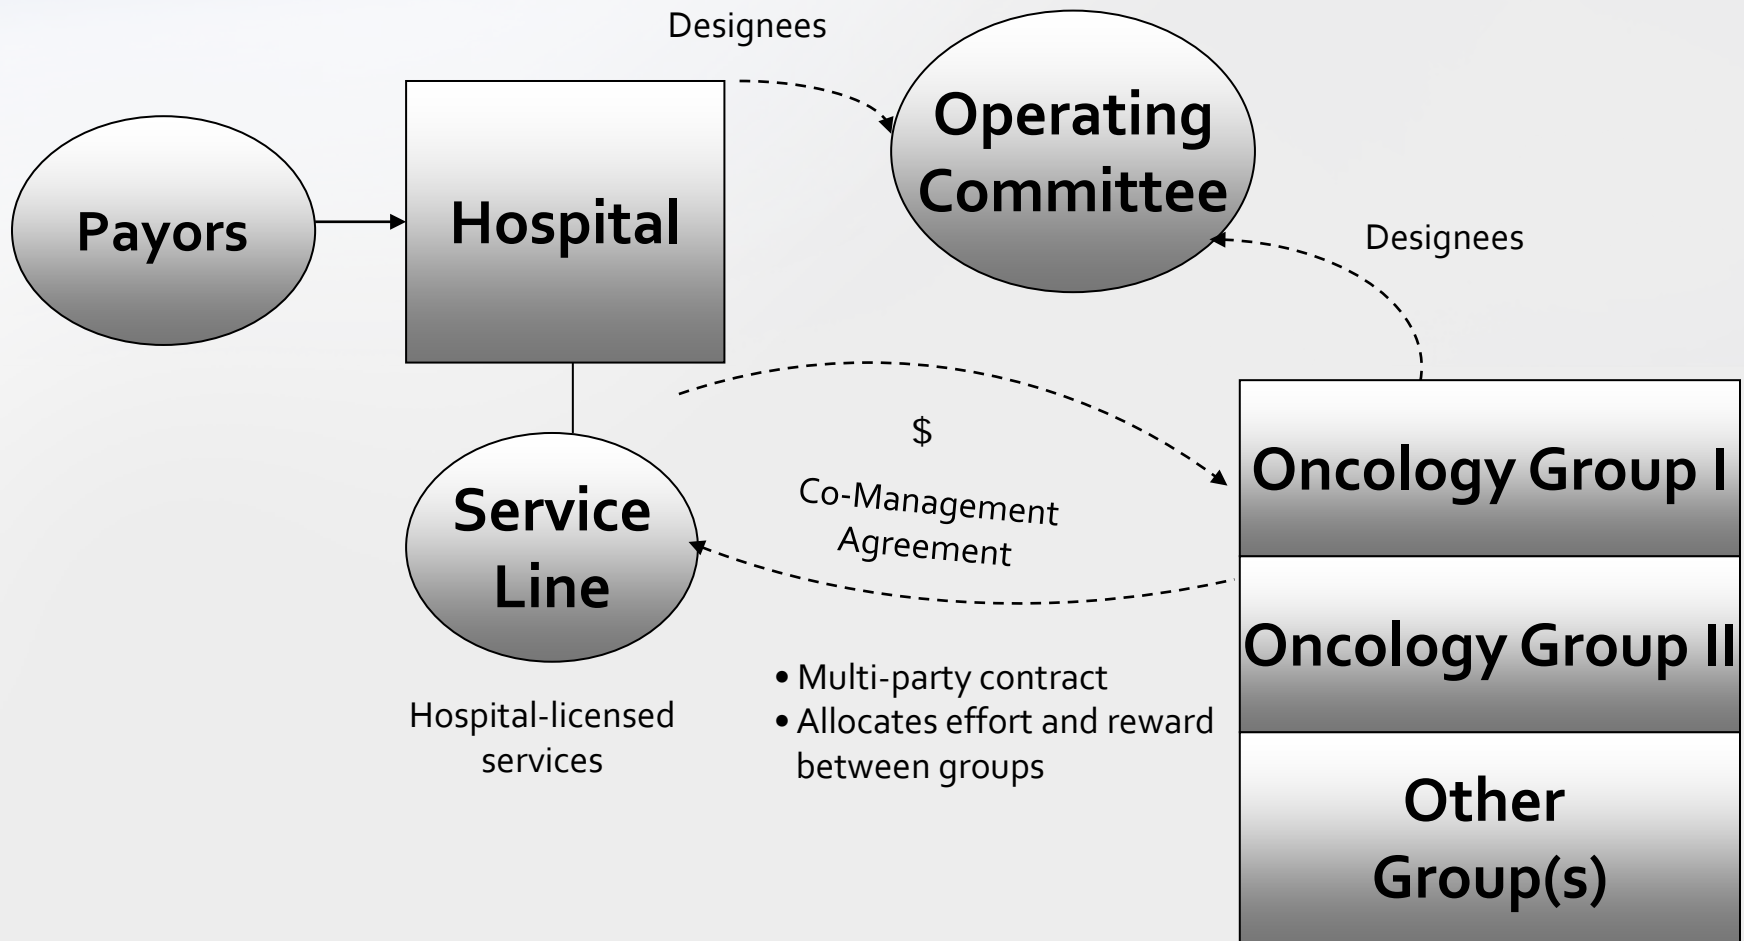 Designees
Operating
Committee
Payors
Hospital
Designees
$
Co-Management
Agreement
Service
Line
Hospital-licensed
services
• Multi-party contract
• Allocates effort and reward
between groups
Oncology Group I
Oncology Group II
Other
Group(s)